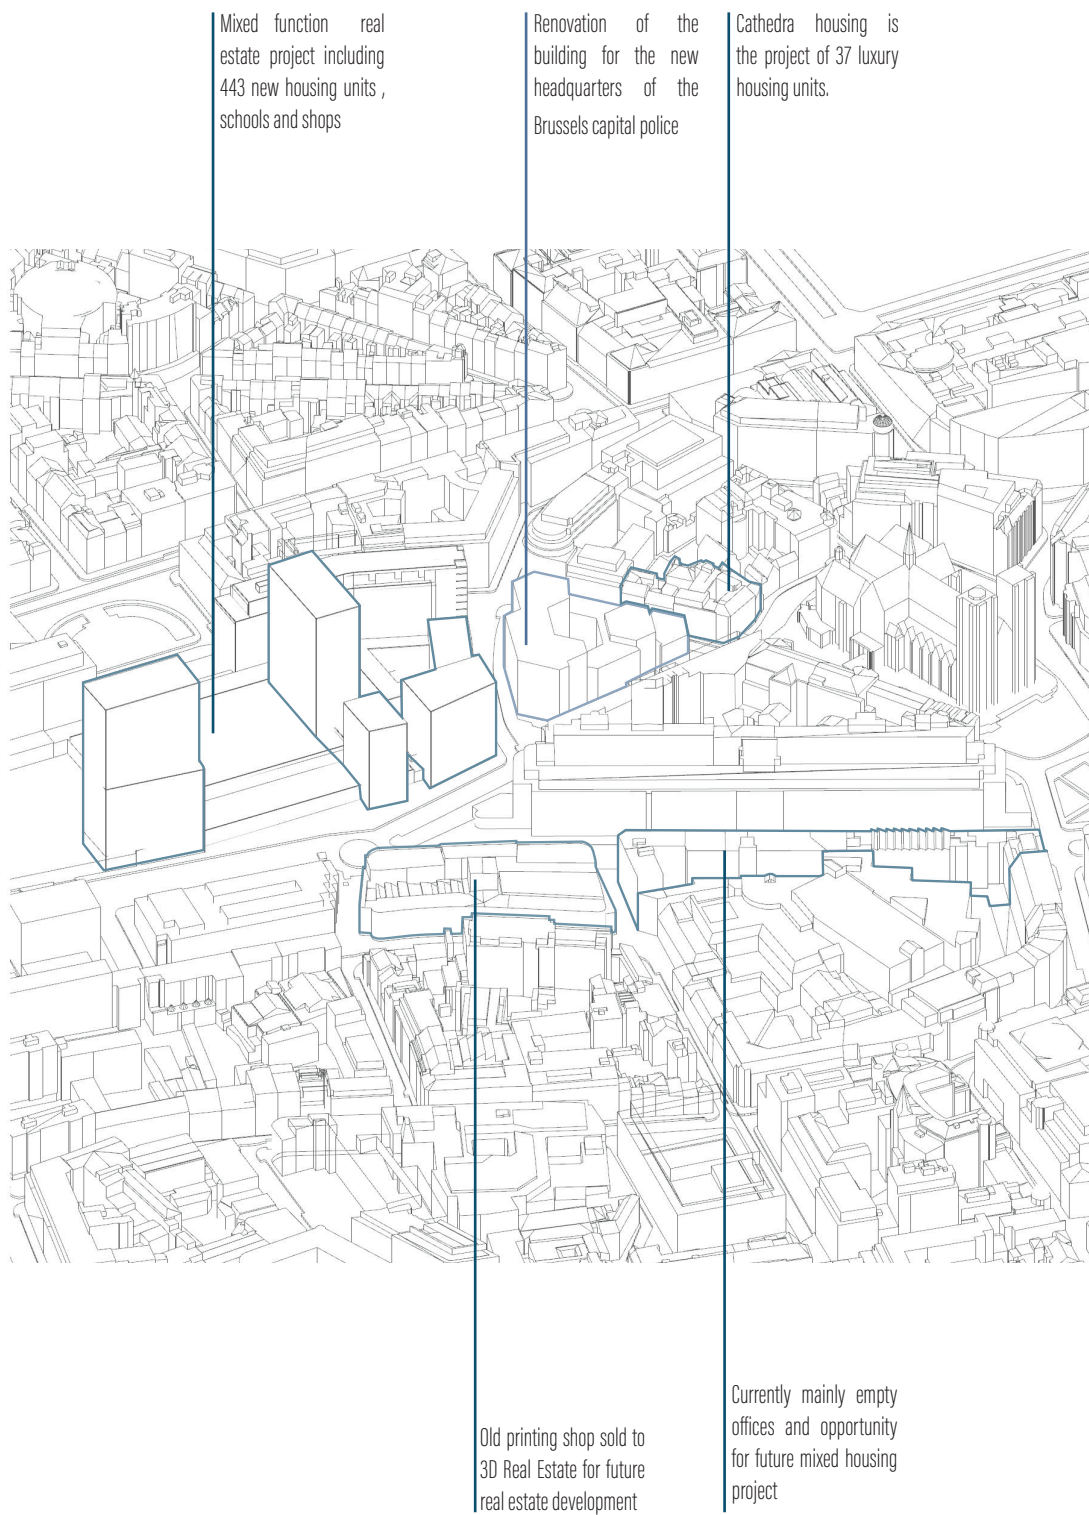 Mixed function real
estate project including
443 new housing units ,
schools and shops
Renovation of the
building for the new
headquarters of the
Brussels capital police
Cathedra housing is
the project of 37 luxury
housing units.
Old printing shop sold to
3D Real Estate for future
real estate development
Currently mainly empty
offices and opportunity
for future mixed housing
project